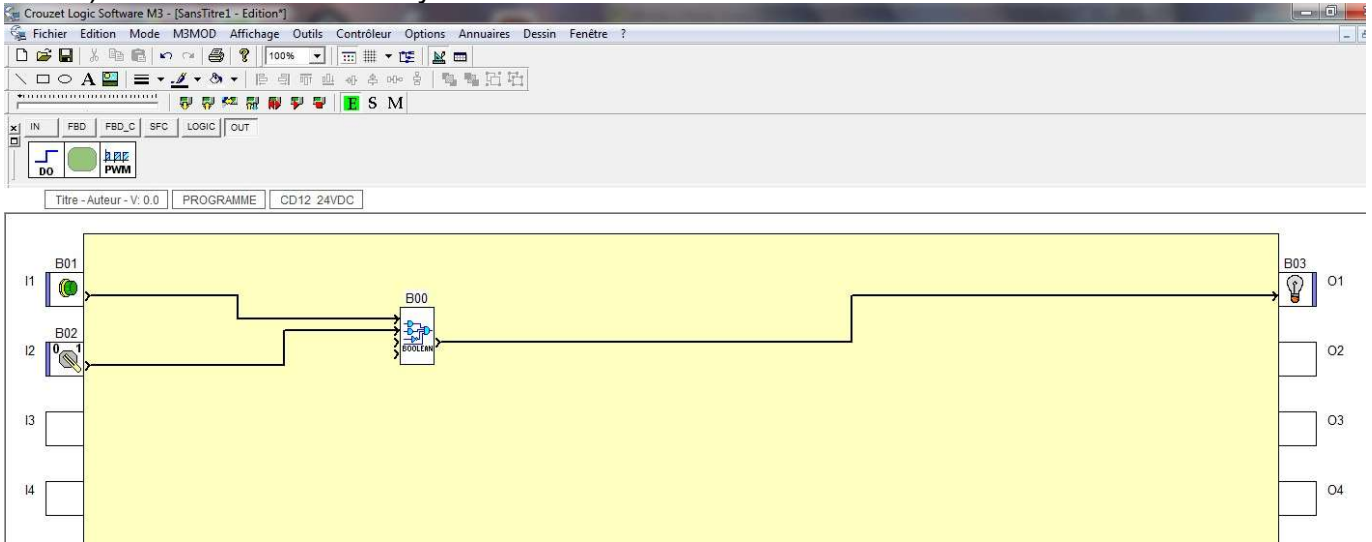 Crouzet Logic Software M3 - [SansTitre1 - Edition*]
Fichier Edition Mode M3MOD Affichage Outils Contrôleur Options Annuaires Dessin Fenêtre ?
100%
A
E S M
IN FBD FBD_C SFC LOGIC OUT
DO PWM
Titre - Auteur - V: 0.0 PROGRAMME CD12 24VDC
B01 B03
I1 O1
B00
BOOLEAN
B02
I2 0 1 O2
I3 O3
I4 O4